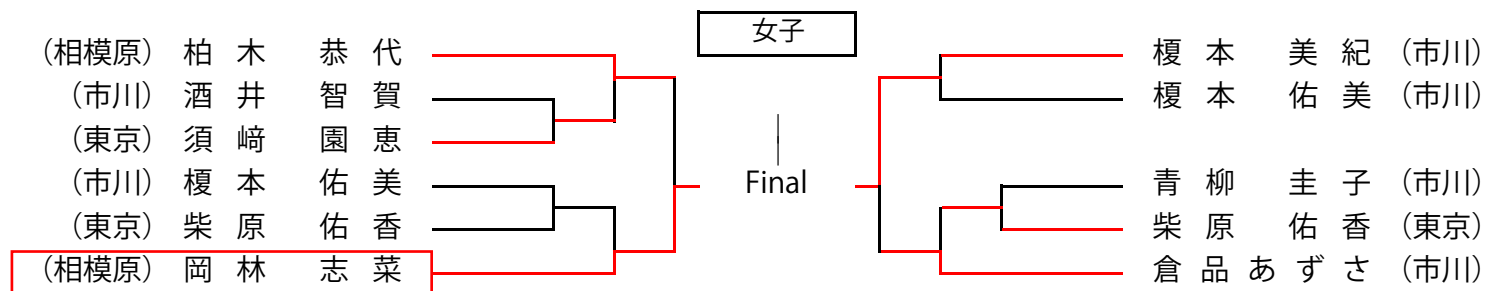 女子
(相模原) 柏木 恭代
(市川) 酒井 智賀
(東京) 須﨑 園恵
(市川) 榎本 佑美
(東京) 柴原 佑香
(相模原) 岡林 志菜
Final
榎本 美紀 (市川)
榎本 佑美 (市川)
青柳 圭子 (市川)
柴原 佑香 (東京)
倉品あずさ (市川)